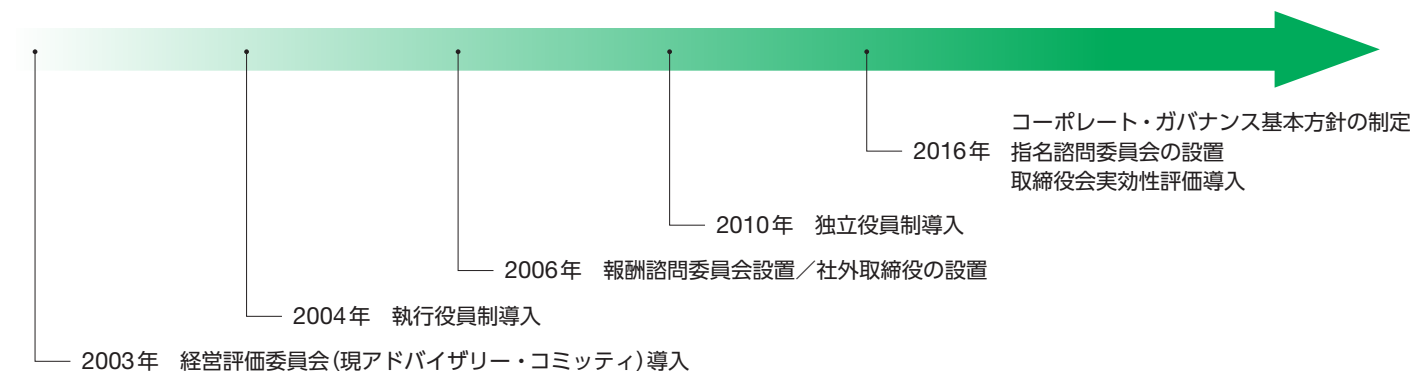 コーポレート・ガバナンス基本方針の制定
2016年 指名諮問委員会の設置
取締役会実効性評価導入
2010年 独立役員制導入
2006年 報酬諮問委員会設置／社外取締役の設置
2004年 執行役員制導入
2003年 経営評価委員会(現アドバイザリー・コミッティ)導入